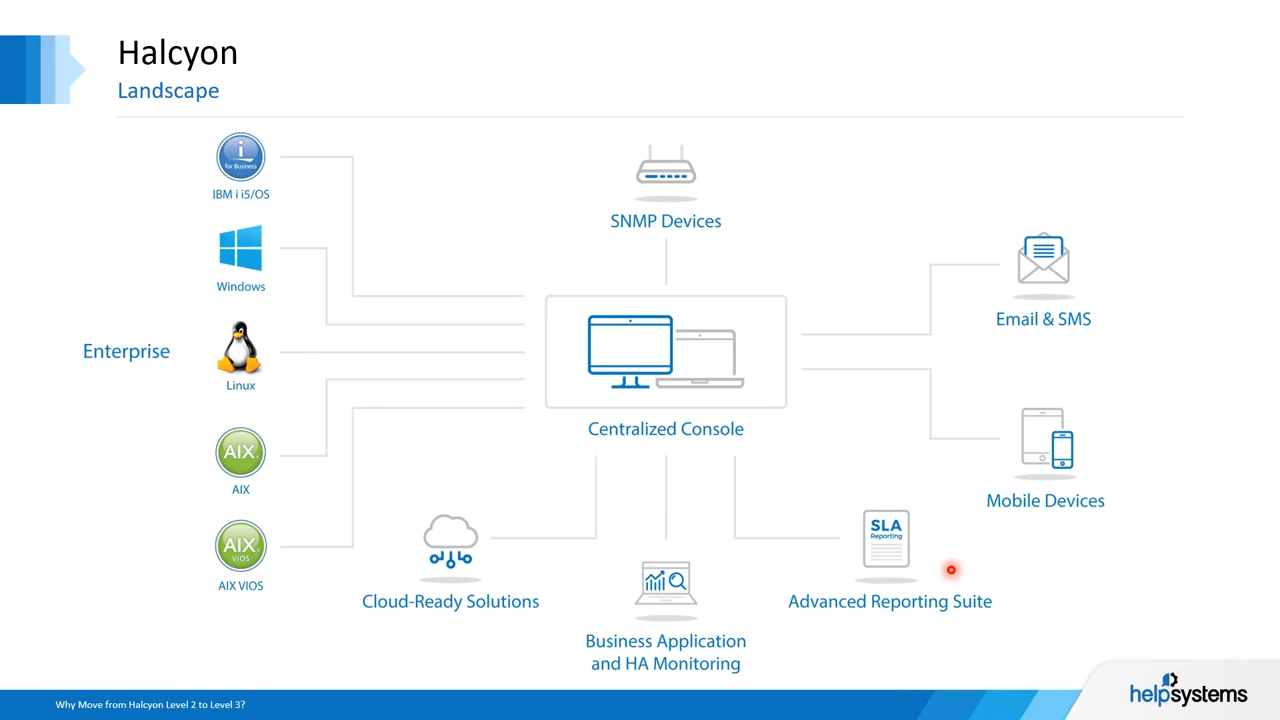 Halcyon
Landscape
i
for Business
IBM i i5/OS
Windows
Enterprise
Linux
AIX
AIX
AIX
VIOS
AIX VIOS
SNMP Devices
Centralized Console
Email & SMS
Mobile Devices
Cloud-Ready Solutions
Business Application
and HA Monitoring
SLA
Reporting
Advanced Reporting Suite
Why Move from Halcyon Level 2 to Level 3?
helpsystems